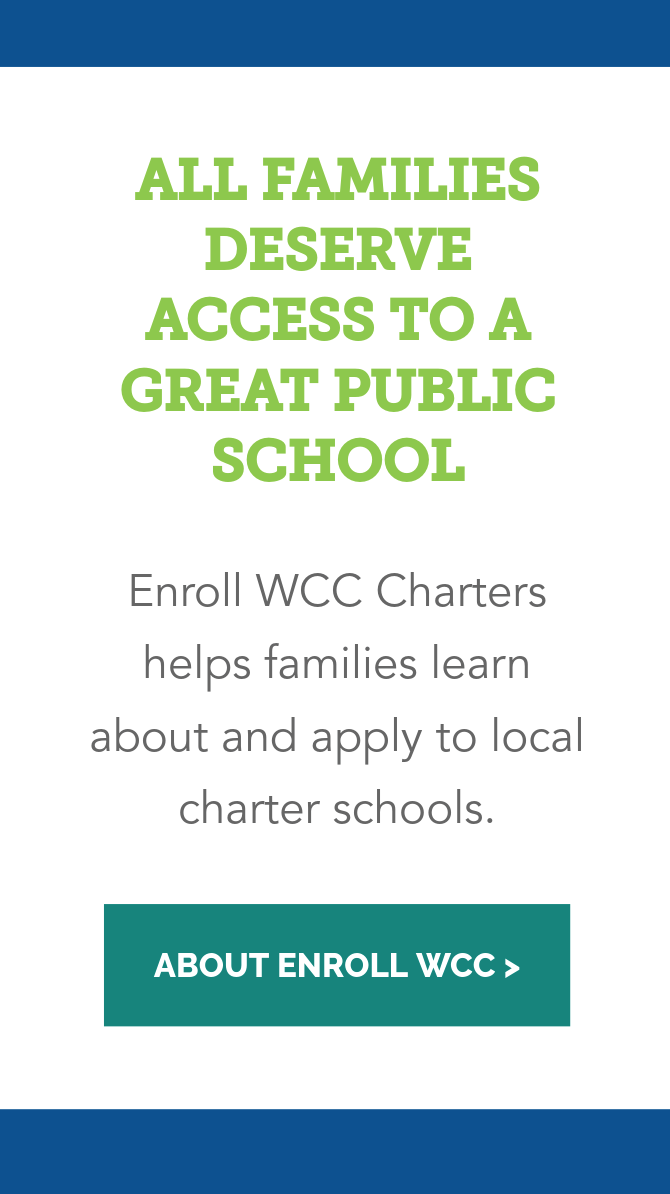 ALL FAMILIES
DESERVE
ACCESS TO A
GREAT PUBLIC
SCHOOL
Enroll WCC Charters
helps families learn
about and apply to local
charter schools.
ABOUT ENROLL WCC >